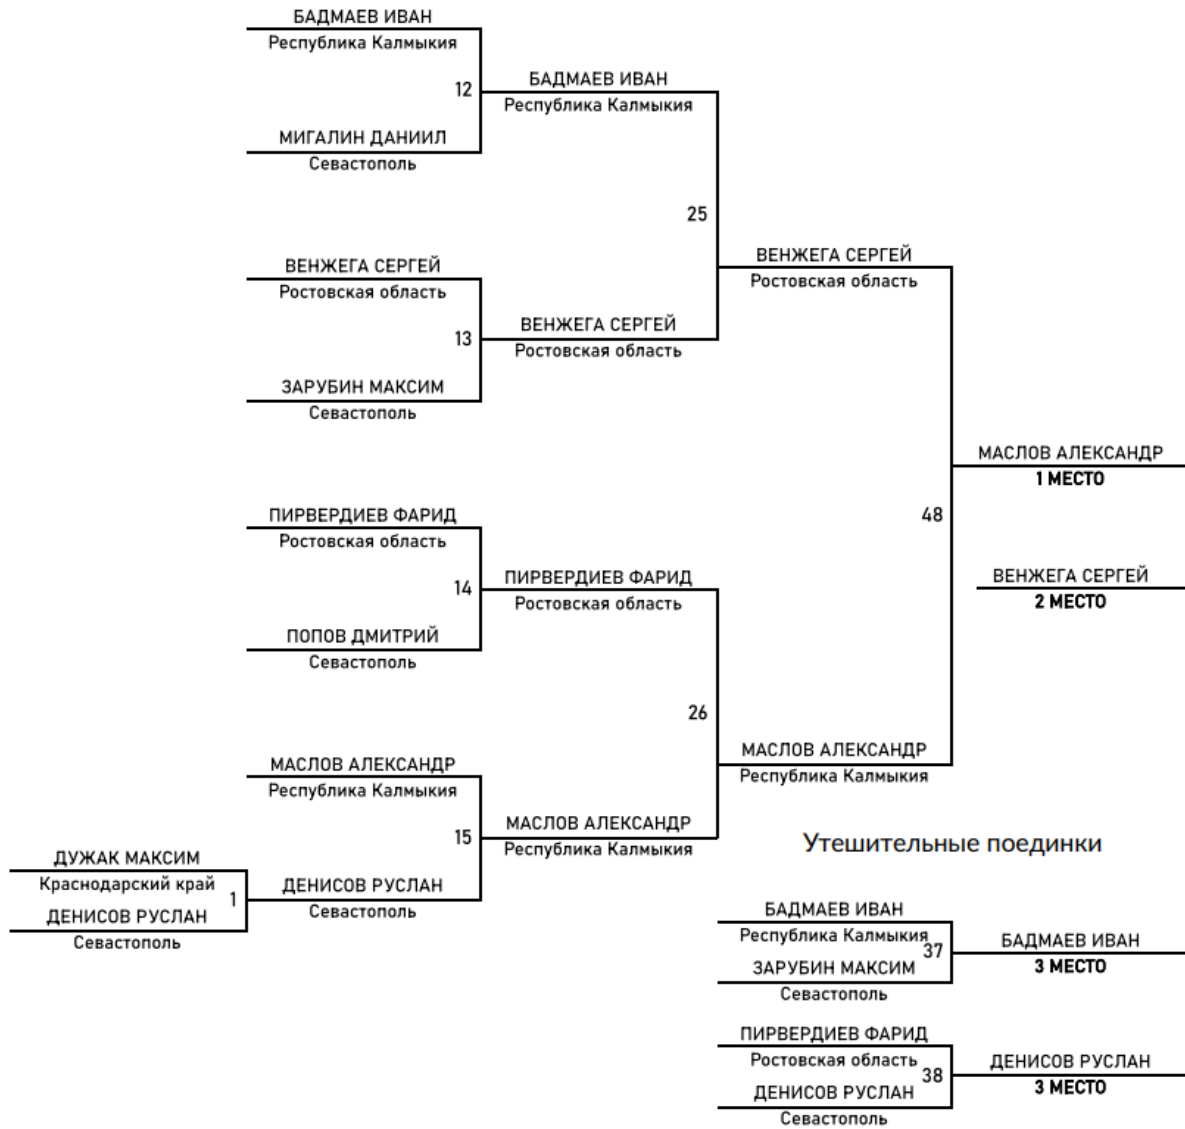 БАДМАЕВ ИВАН
Республика Калмыкия
12
БАДМАЕВ ИВАН
Республика Калмыкия
МИГАЛИН ДАНИИЛ
Севастополь
25
ВЕНЖЕГА СЕРГЕЙ
Ростовская область
ВЕНЖЕГА СЕРГЕЙ
Ростовская область
13
ВЕНЖЕГА СЕРГЕЙ
Ростовская область
ЗАРУБИН МАКСИМ
Севастополь
МАСЛОВ АЛЕКСАНДР
1 МЕСТО
48
ПИРВЕРДИЕВ ФАРИД
Ростовская область
14
ПИРВЕРДИЕВ ФАРИД
Ростовская область
ВЕНЖЕГА СЕРГЕЙ
2 МЕСТО
ПОПОВ ДМИТРИЙ
Севастополь
26
МАСЛОВ АЛЕКСАНДР
Республика Калмыкия
МАСЛОВ АЛЕКСАНДР
Республика Калмыкия
15
МАСЛОВ АЛЕКСАНДР
Республика Калмыкия
ДУЖАК МАКСИМ
Краснодарский край
1
ДЕНИСОВ РУСЛАН
Севастополь
ДЕНИСОВ РУСЛАН
Севастополь
Утешительные поединки
БАДМАЕВ ИВАН
Республика Калмыкия
37
БАДМАЕВ ИВАН
3 МЕСТО
ЗАРУБИН МАКСИМ
Севастополь
ПИРВЕРДИЕВ ФАРИД
Ростовская область
38
ДЕНИСОВ РУСЛАН
3 МЕСТО
ДЕНИСОВ РУСЛАН
Севастополь